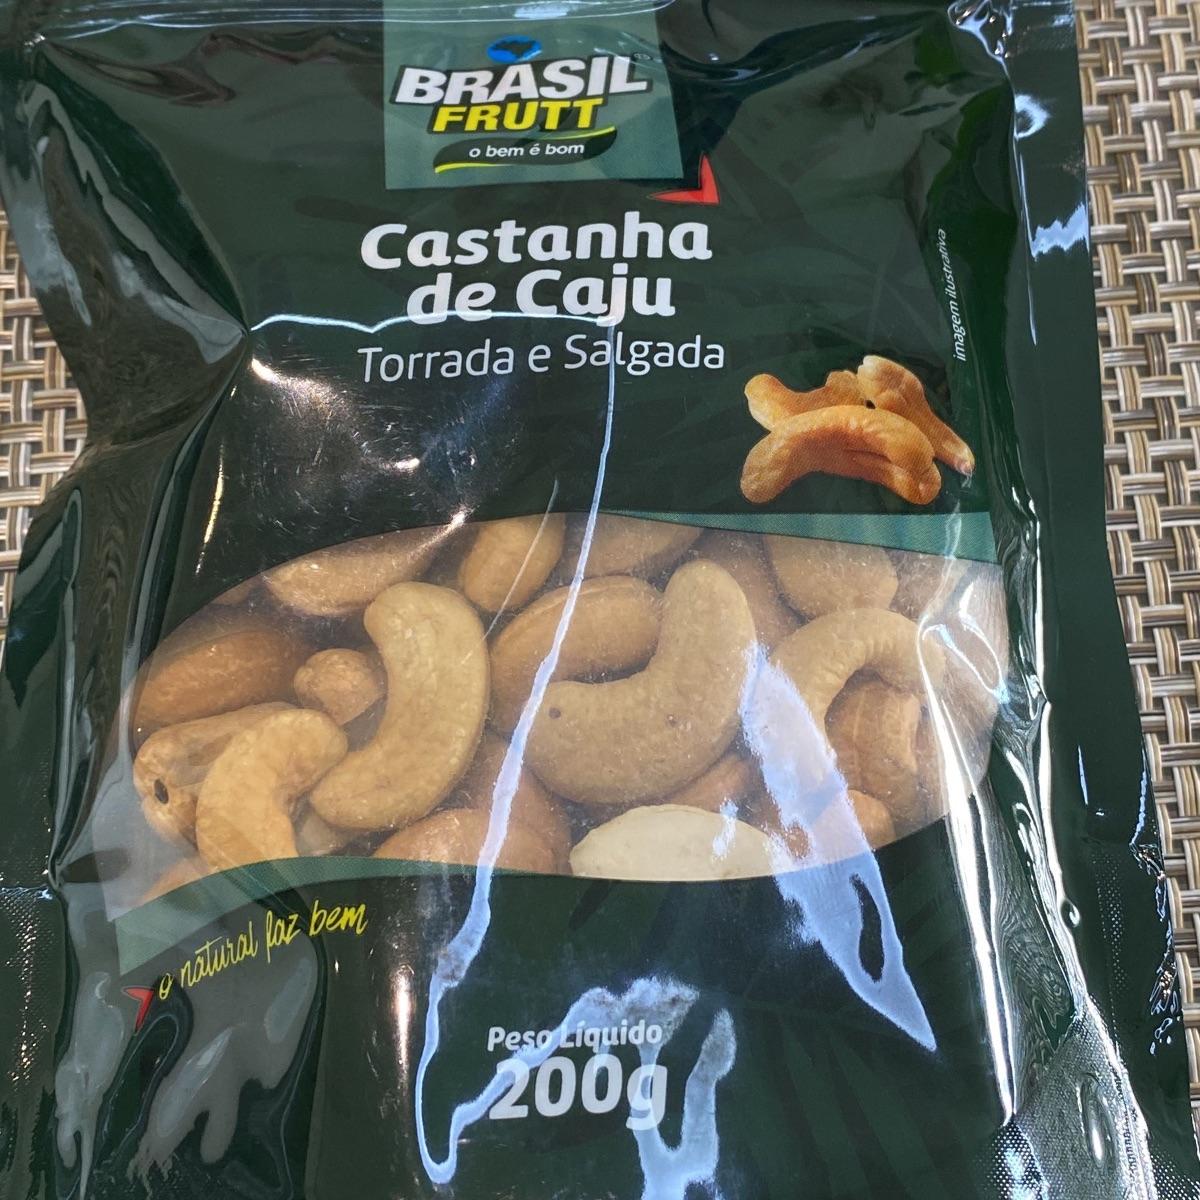 BRASIL
FRUTT
o bem é bom
Castanha
de Caju
Torrada e Salgada
imagem ilustrativa
o natural faz bem
Peso Líquido
200g